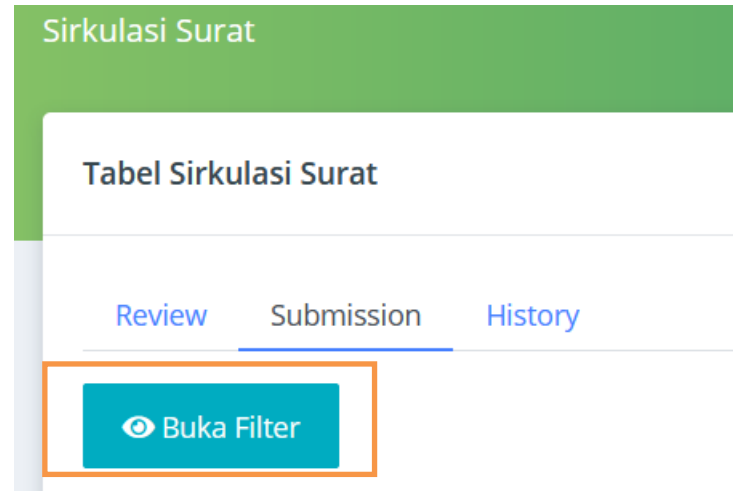 Sirkulasi Surat
Tabel Sirkulasi Surat
Review Submission History
Buka Filter